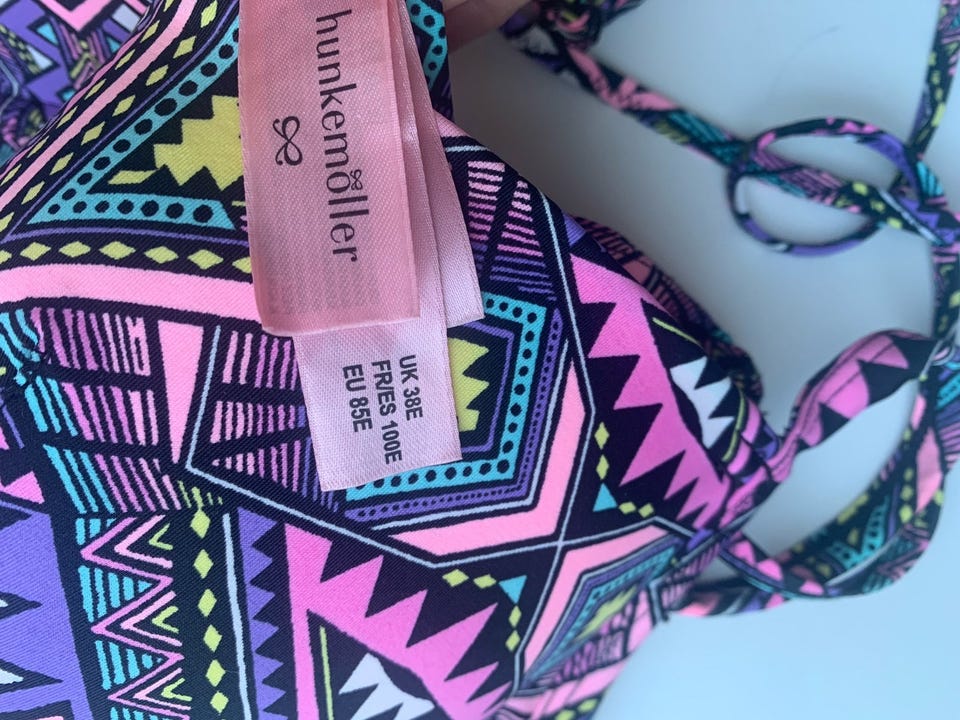 hunkemöller
UK 38E
FR/ES 100E
EU 85E